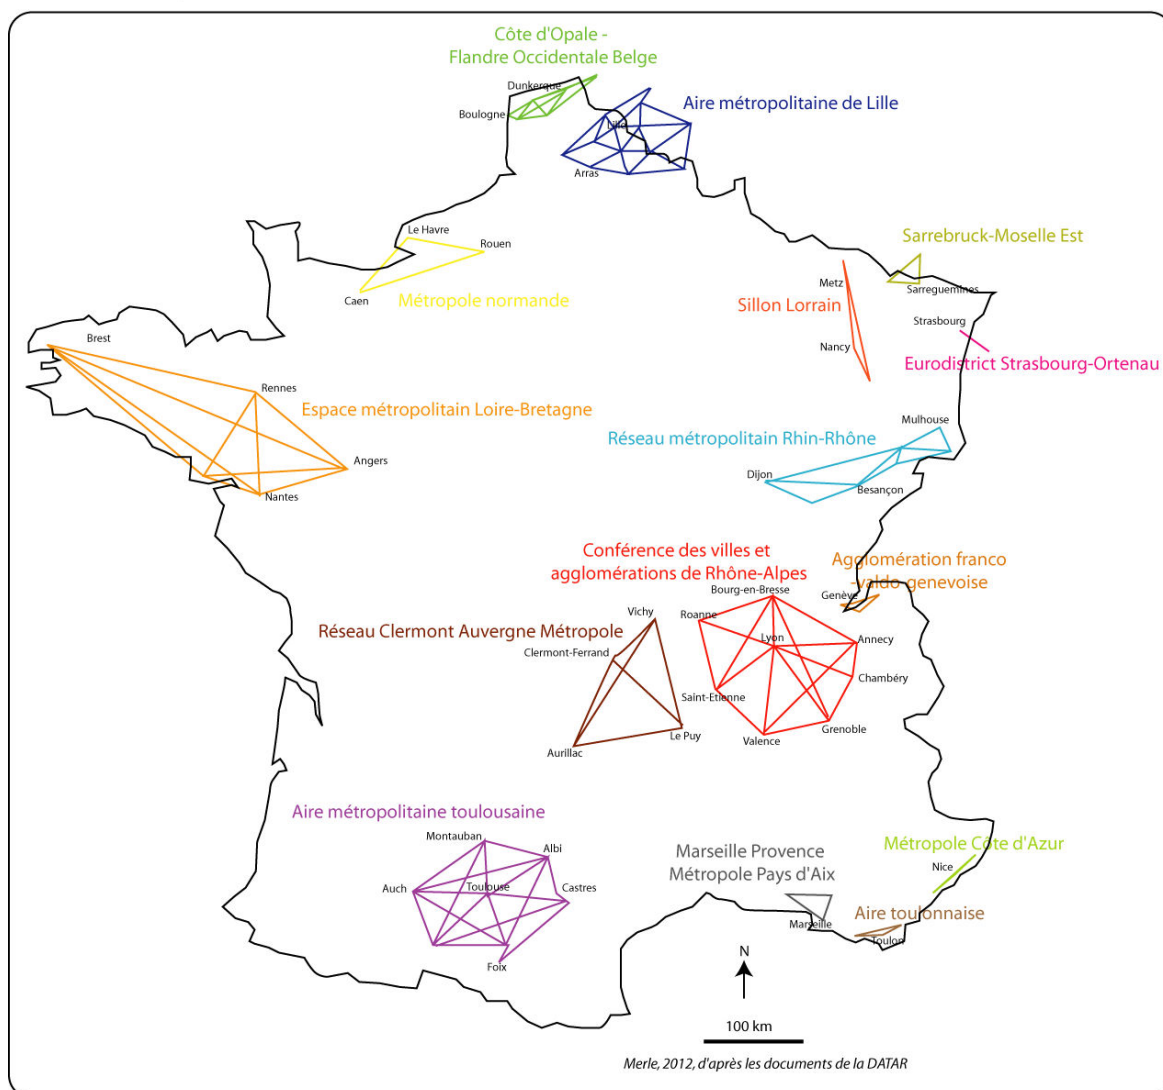 Côte d'Opale -
Flandre Occidentale Belge
Dunkerque
Boulogne
Aire métropolitaine de Lille
Lille
Arras
Le Havre
Rouen
Caen
Métropole normande
Sarrebruck-Moselle Est
Metz
Sarreguemines
Sillon Lorrain
Strasbourg
Nancy
Eurodistrict Strasbourg-Ortenau
Brest
Rennes
Espace métropolitain Loire-Bretagne
Angers
Nantes
Mulhouse
Réseau métropolitain Rhin-Rhône
Dijon
Besançon
Conférence des villes et
agglomérations de Rhône-Alpes
Agglomération franco
-valdo-genevoise
Genève
Bourg-en-Bresse
Vichy
Roanne
Réseau Clermont Auvergne Métropole
Lyon
Annecy
Clermont-Ferrand
Chambéry
Saint-Etienne
Grenoble
Le Puy
Valence
Aurillac
Aire métropolitaine toulousaine
Montauban
Albi
Auch
Toulouse
Castres
Foix
Métropole Côte d'Azur
Nice
Marseille Provence
Métropole Pays d'Aix
Marseille
Aire toulonnaise
Toulon
N
100 km
Merle, 2012, d'après les documents de la DATAR